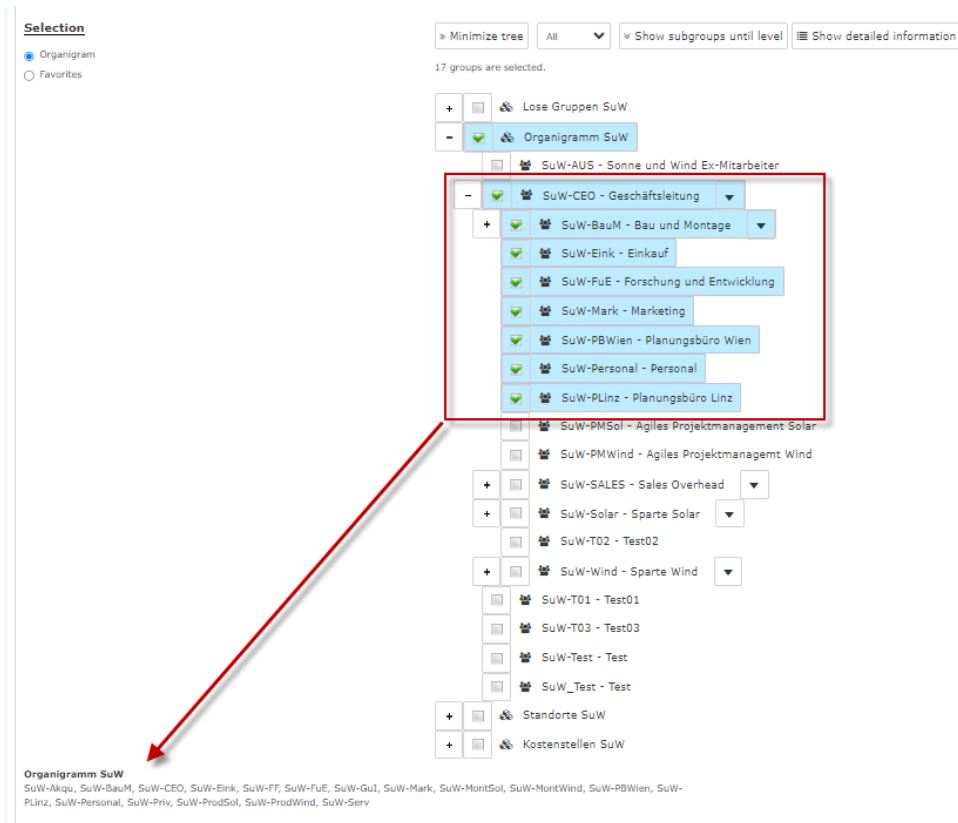 Selection
Organigram
Favorites
» Minimize tree All Show subgroups until level Show detailed information
17 groups are selected.
+ Lose Gruppen SuW
- Organigramm SuW
SuW-AUS - Sonne und Wind Ex-Mitarbeiter
- SuW-CEO - Geschäftsleitung
+ SuW-BauM - Bau und Montage
SuW-Eink - Einkauf
SuW-FuE - Forschung und Entwicklung
SuW-Mark - Marketing
SuW-PBWien - Planungsbüro Wien
SuW-Personal - Personal
SuW-PLinz - Planungsbüro Linz
SuW-PMSol - Agiles Projektmanagement Solar
SuW-PMWind - Agiles Projektmanagemt Wind
+ SuW-SALES - Sales Overhead
+ SuW-Solar - Sparte Solar
SuW-T02 - Test02
+ SuW-Wind - Sparte Wind
SuW-T01 - Test01
SuW-T03 - Test03
SuW-Test - Test
SuW_Test - Test
+ Standorte SuW
+ Kostenstellen SuW
Organigramm SuW
SuW-Akqu, SuW-BauM, SuW-CEO, SuW-Eink, SuW-FF, SuW-FuE, SuW-GuI, SuW-Mark, SuW-MontSol, SuW-MontWind, SuW-PBWien, SuW-
PLinz, SuW-Personal, SuW-Priv, SuW-ProdSol, SuW-ProdWind, SuW-Serv